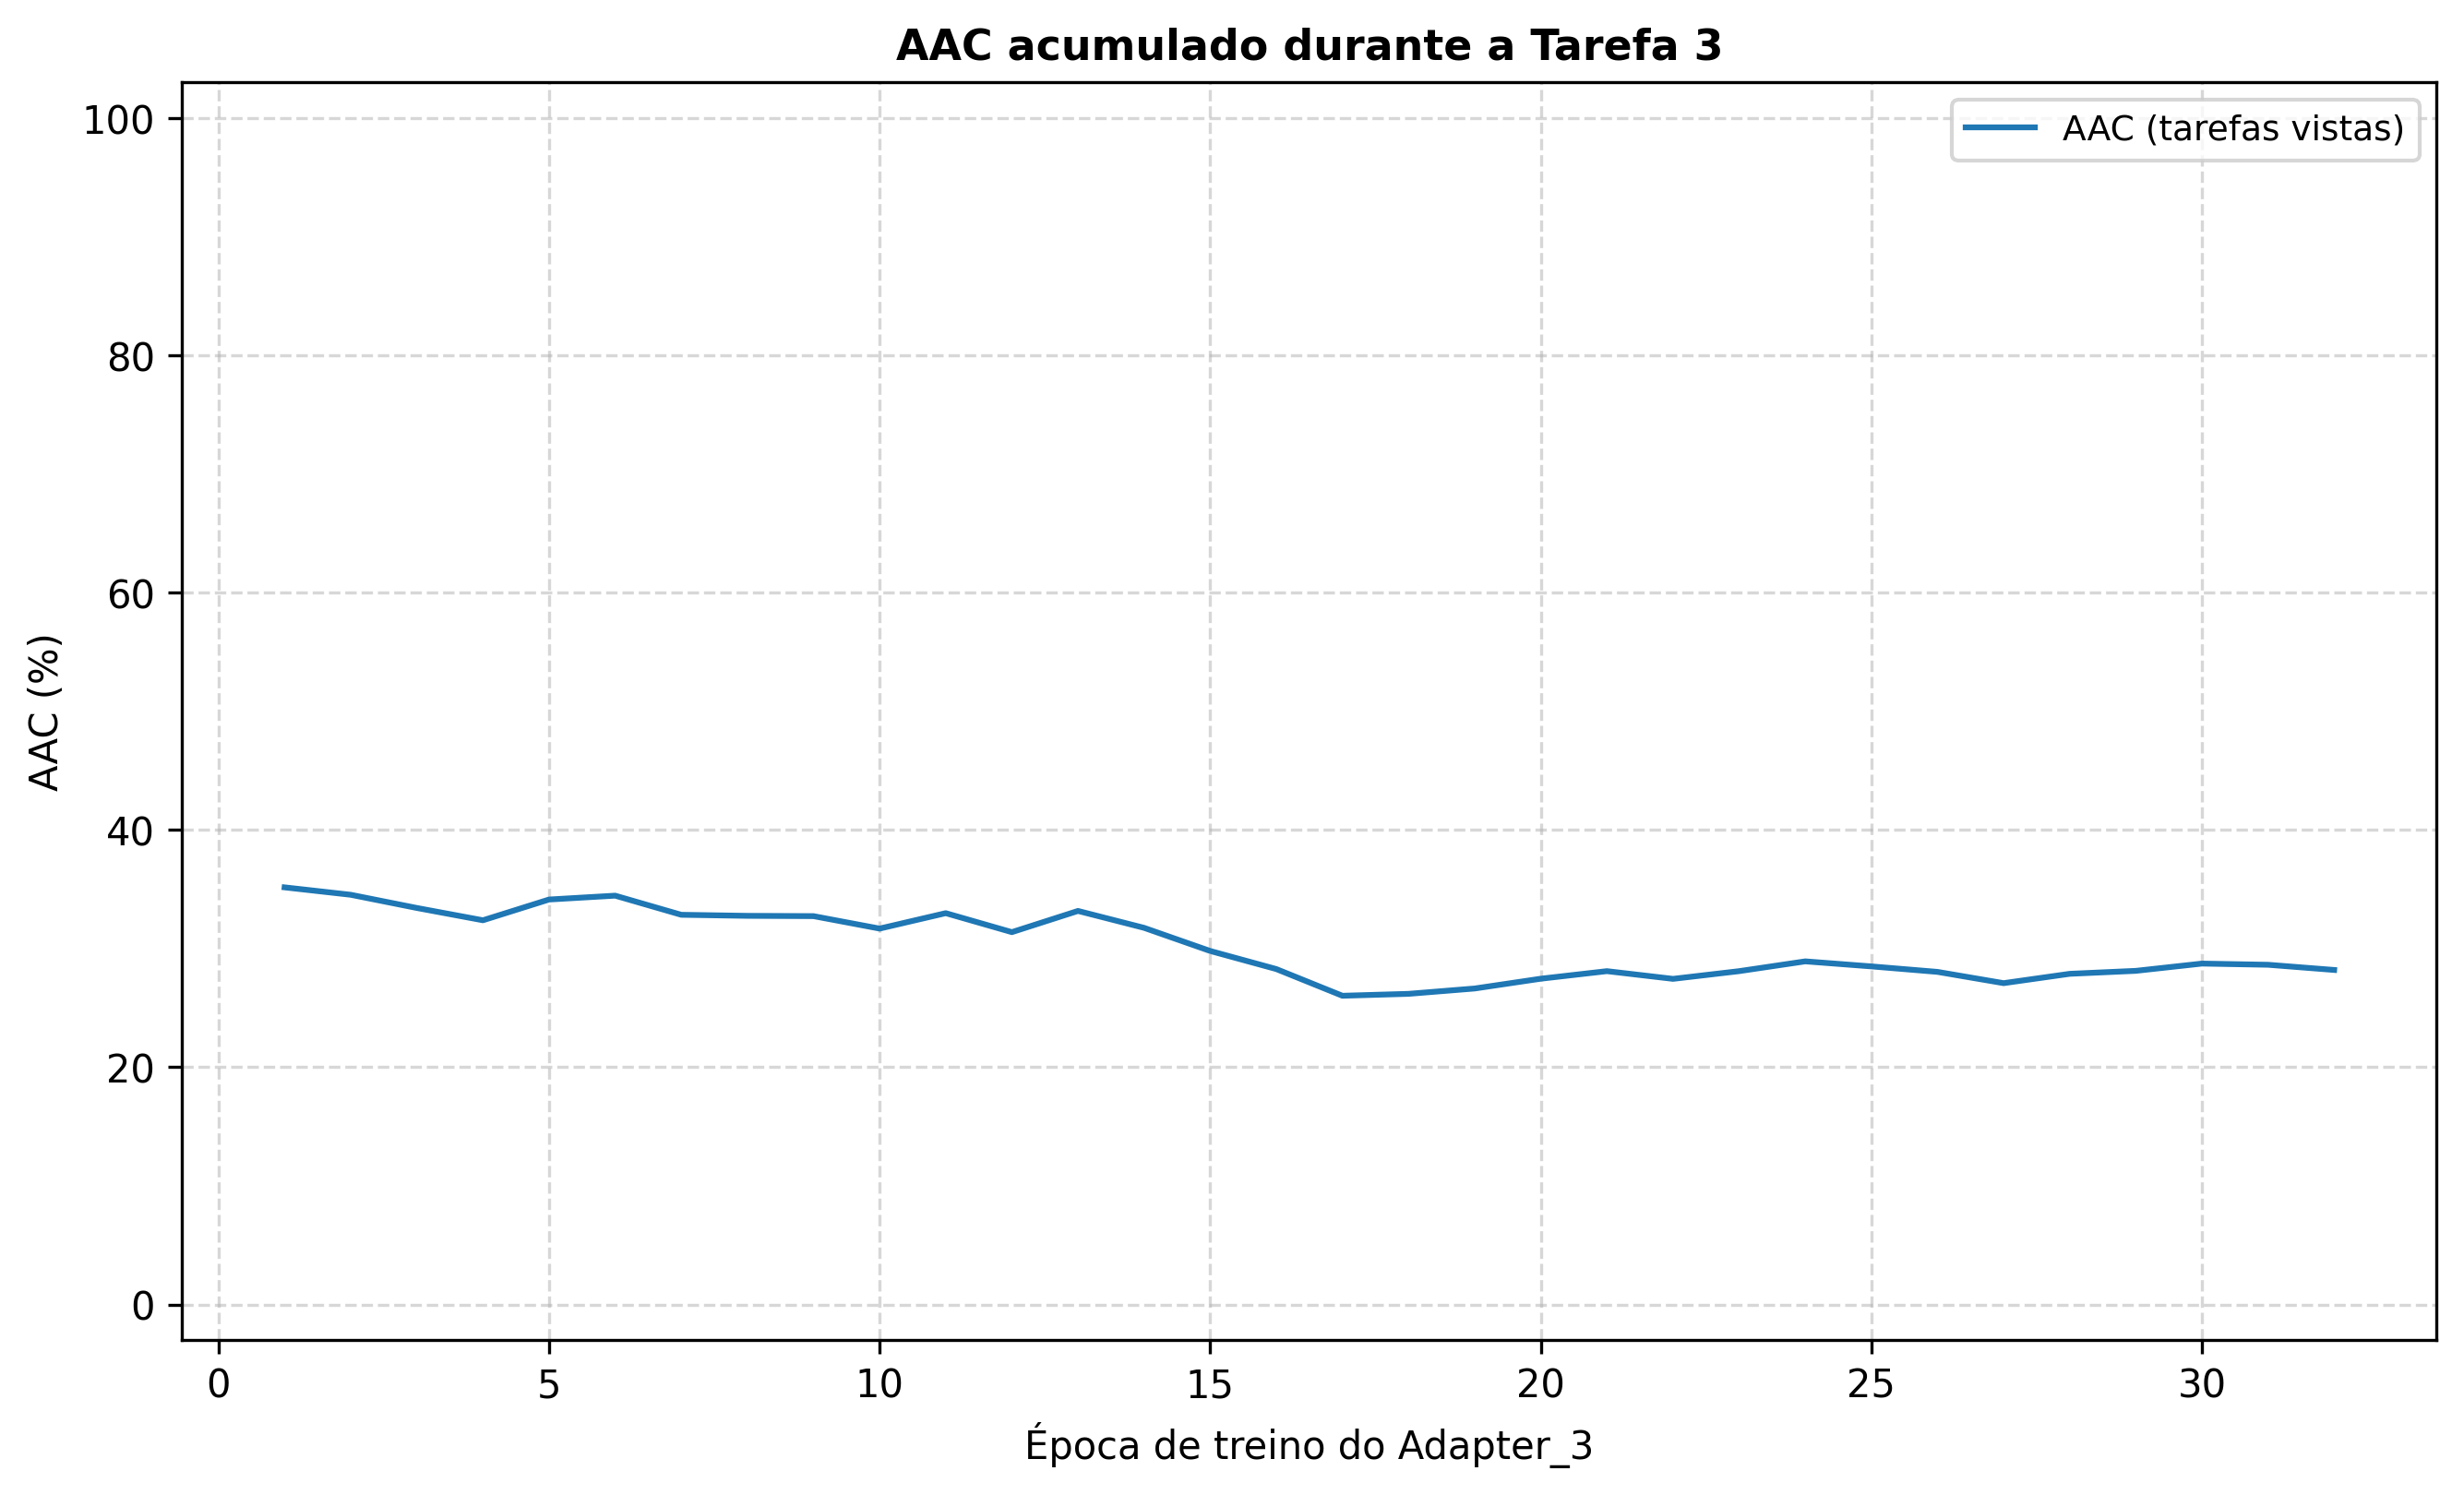 AAC acumulado durante a Tarefa 3
AAC (tarefas vistas)
AAC (%)
100
80
60
40
20
0
0 5 10 15 20 25 30
Época de treino do Adapter_3